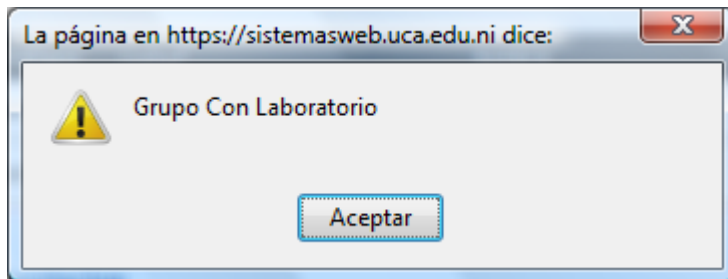 La página en https://sistemasweb.uca.edu.ni dice:
Grupo Con Laboratorio
Aceptar